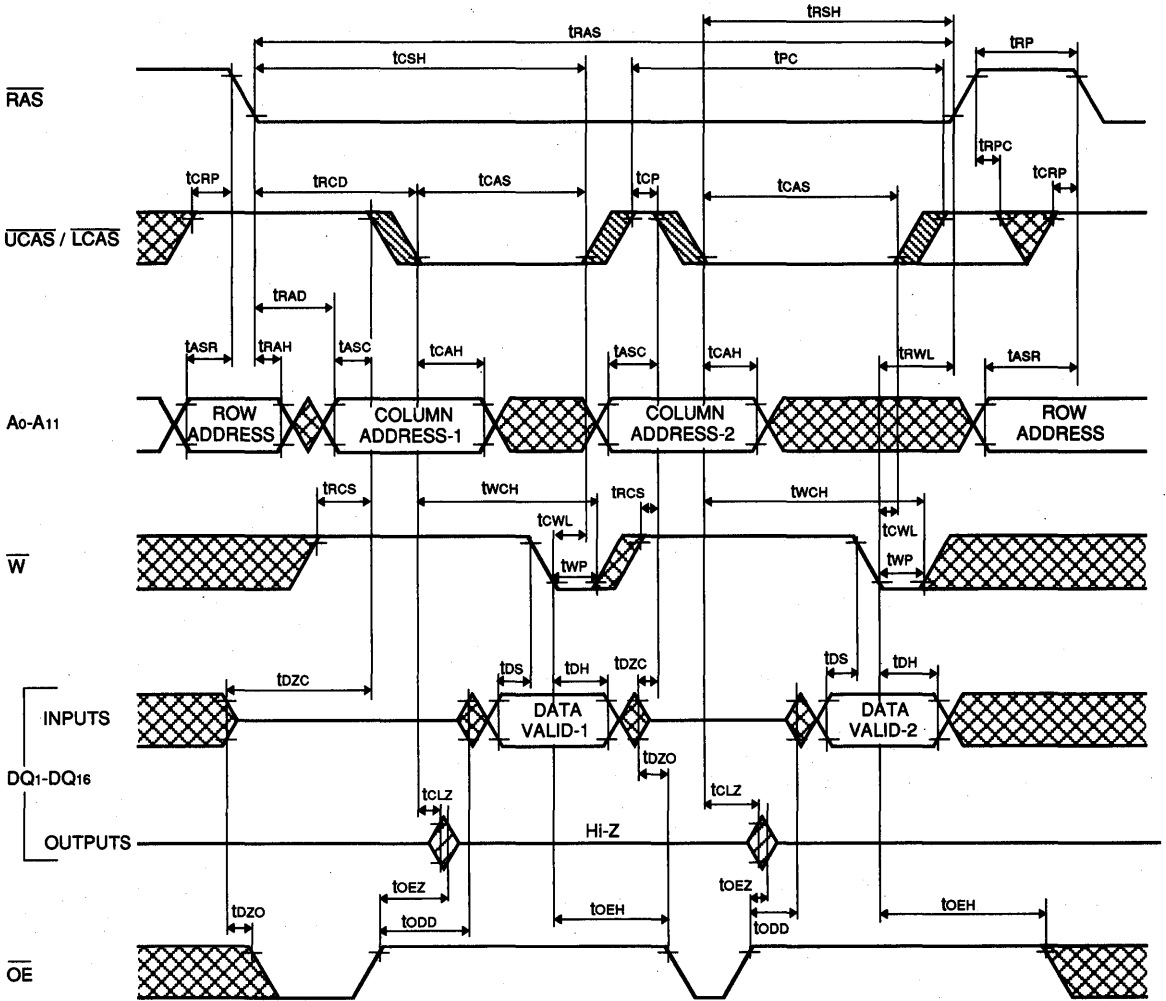 tRSH
tRAS
tRP
tCSH
tPC
RAS
tRPC
tCRP
tRCD
tCAS
tCP
tCAS
tCRP
UCAS / LCAS
tRAD
tASR
tRAH
tASC
tCAH
tASC
tCAH
tRWL
tASR
A0-A11
ROW ADDRESS
COLUMN ADDRESS-1
COLUMN ADDRESS-2
ROW ADDRESS
tRCS
tWCH
tRCS
tWCH
tCWL
tCWL
W
tWP
tWP
tDZC
tDS
tDH
tDZC
tDS
tDH
INPUTS
DATA VALID-1
DATA VALID-2
DQ1-DQ16
tDZO
tCLZ
tCLZ
OUTPUTS
Hi-Z
tDZO
tOEZ
tODD
tOEH
tOEZ
tODD
tOEH
OE